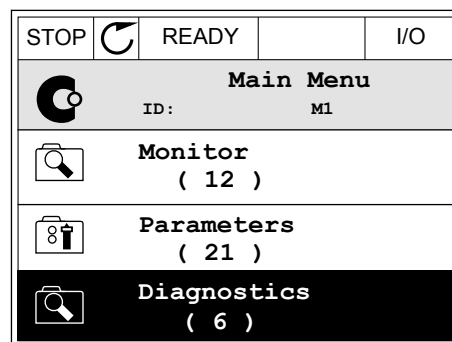 STOP READY I/O
Main Menu
ID: M1
Monitor
( 12 )
Parameters
( 21 )
Diagnostics
( 6 )